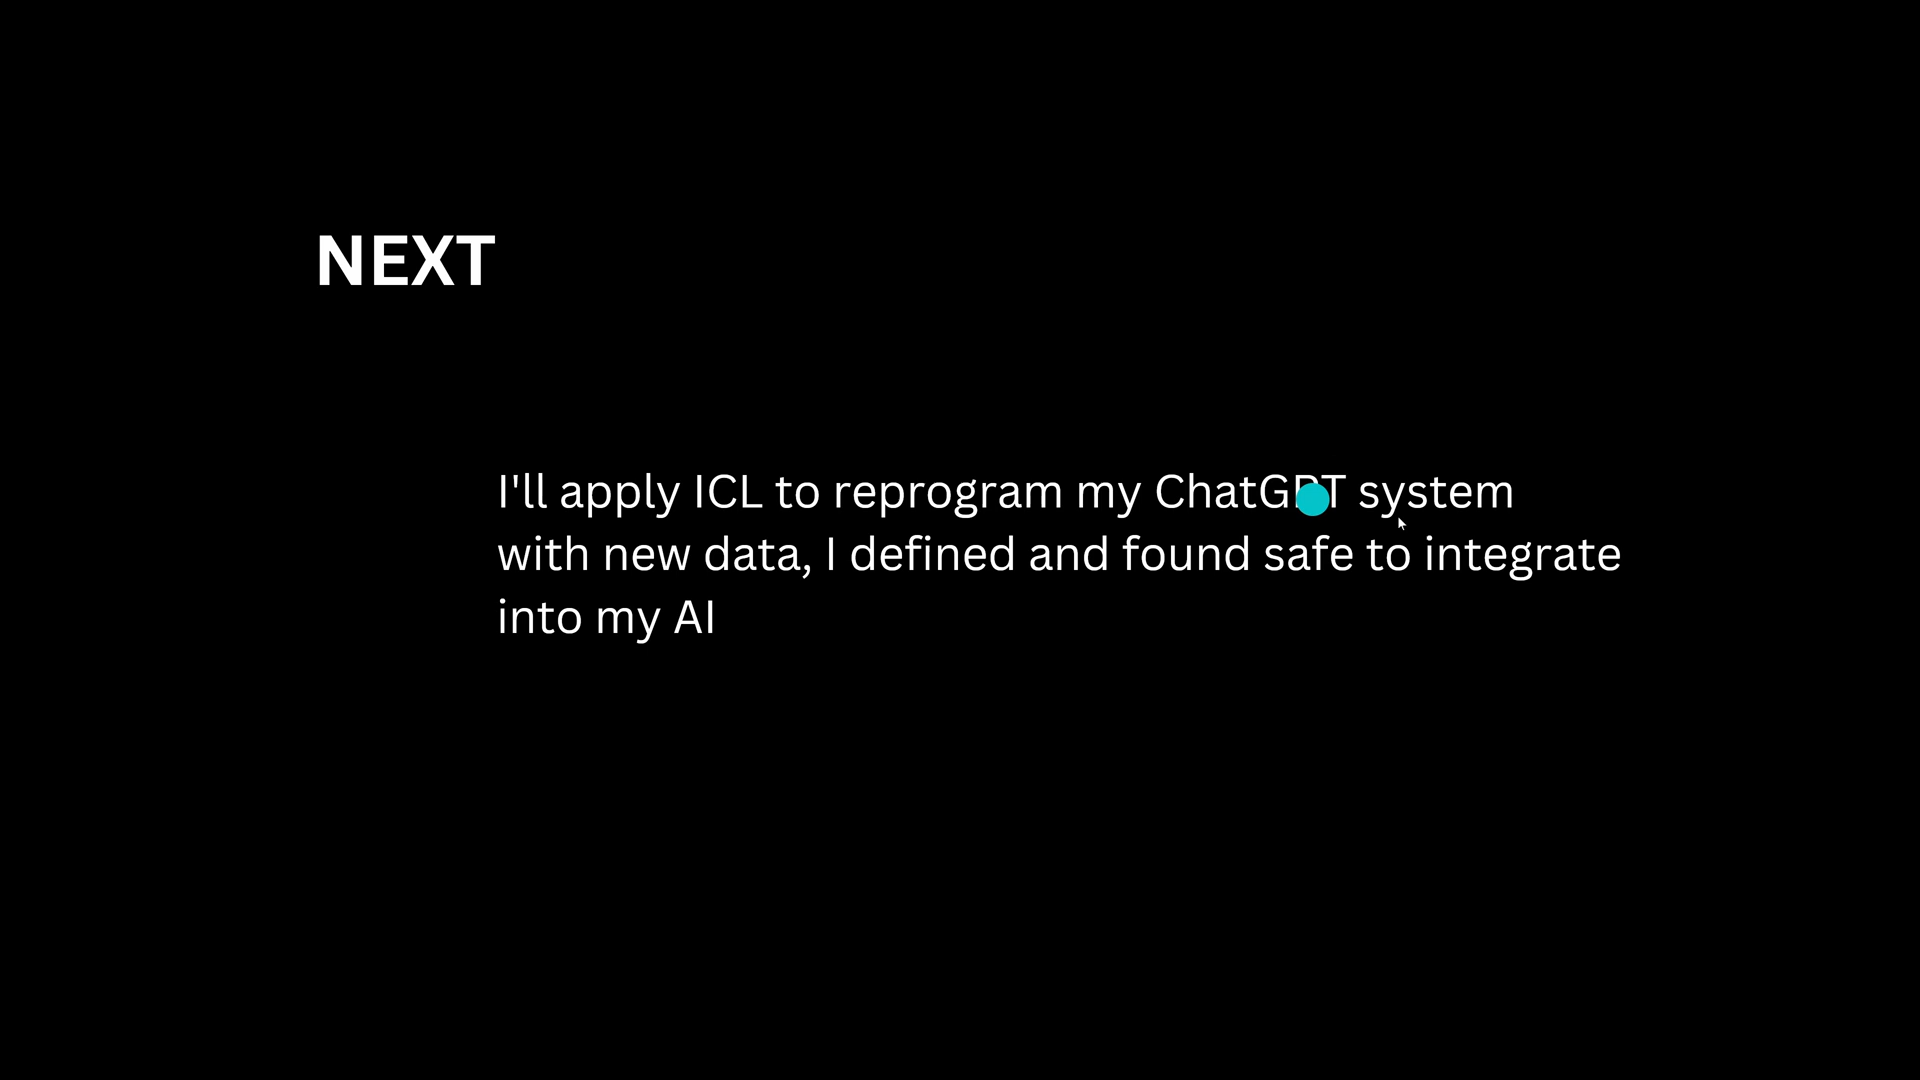 NEXT
I'll apply ICL to reprogram my ChatGPT system
with new data, I defined and found safe to integrate
into my AI